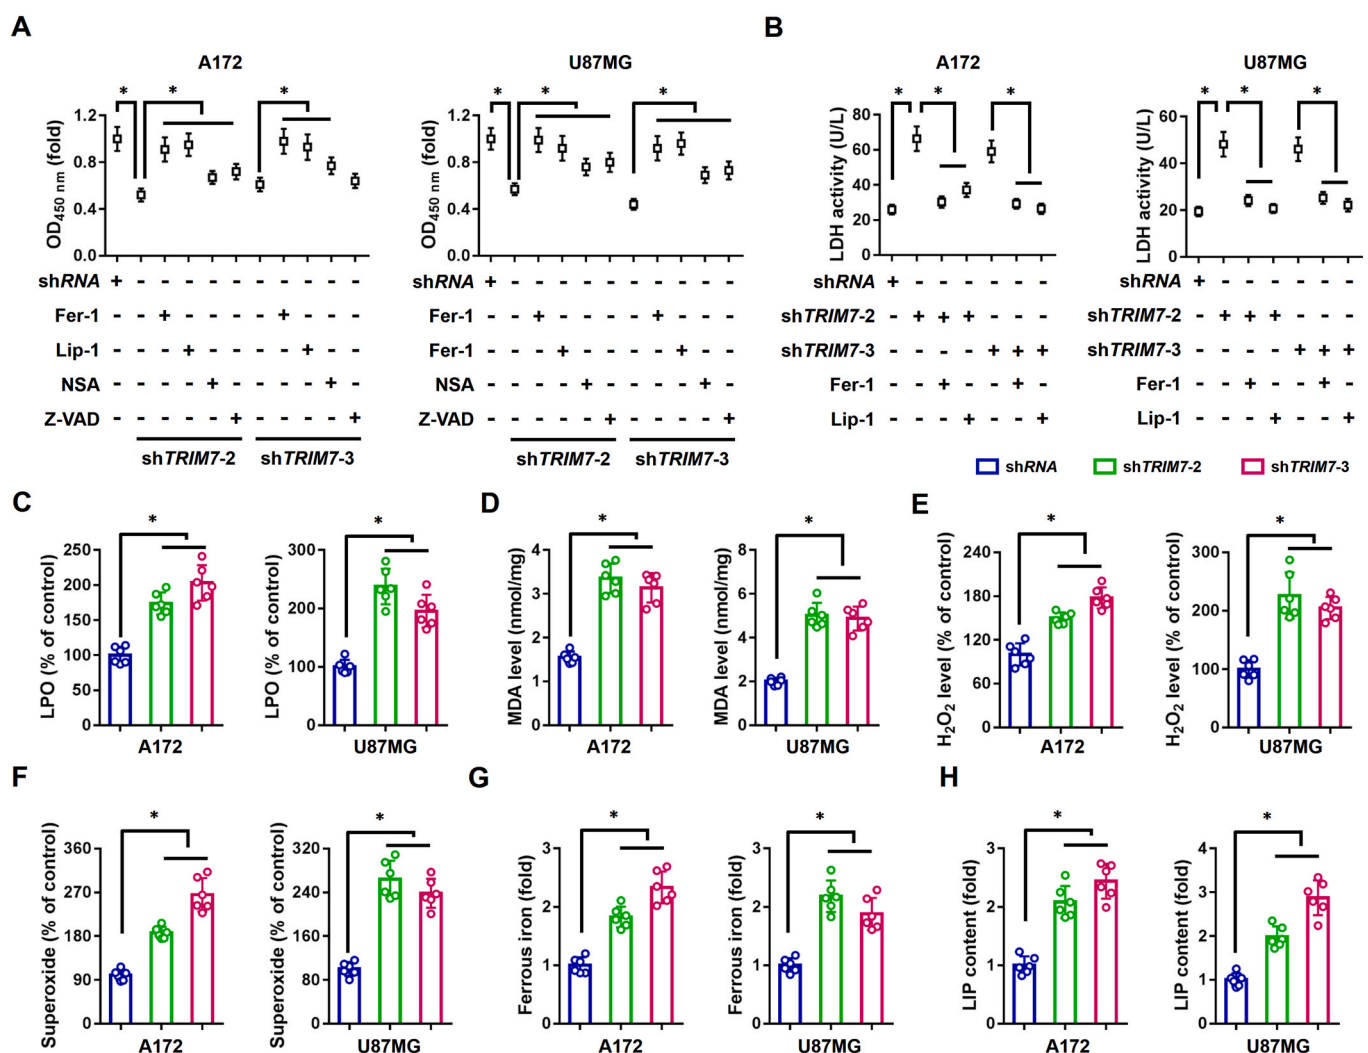 A
B
A172
U87MG
A172
U87MG
*
*
*
*
*
*
*
*
*
*
*
*
OD450 nm (fold)
1.2
0.8
0.4
0.0
OD450 nm (fold)
1.2
0.8
0.4
0.0
LDH activity (U/L)
80
60
40
20
0
LDH activity (U/L)
60
40
20
0
shRNA + - - - - - - - - - -
Fer-1 - - + - - - - + - - -
Lip-1 - - - + - - - - + - -
NSA - - - - + - - - - + -
Z-VAD - - - - - + - - - - +
shTRIM7-2
shTRIM7-3
shRNA + - - - - - - - - - -
Fer-1 - - + - - - - + - - -
Fer-1 - - - + - - - - + - -
NSA - - - - + - - - - + -
Z-VAD - - - - - + - - - - +
shTRIM7-2
shTRIM7-3
shRNA + - - - - - -
shTRIM7-2 - + + + - - -
shTRIM7-3 - - - - + + +
Fer-1 - - + - - + -
Lip-1 - - - + - - +
shRNA + - - - - - -
shTRIM7-2 - + + + - - -
shTRIM7-3 - - - - + + +
Fer-1 - - + - - + -
Lip-1 - - - + - - +
shRNA
shTRIM7-2
shTRIM7-3
C
LPO (% of control)
250
200
150
100
50
0
*
A172
LPO (% of control)
300
200
100
0
*
U87MG
D
MDA level (nmol/mg)
4
3
2
1
0
*
A172
MDA level (nmol/mg)
8
6
4
2
0
*
U87MG
E
H2O2 level (% of control)
240
180
120
60
0
*
A172
H2O2 level (% of control)
300
200
100
0
*
U87MG
F
Superoxide (% of control)
360
270
180
90
0
*
A172
Superoxide (% of control)
320
240
160
80
0
*
U87MG
G
Ferrous iron (fold)
3
2
1
0
*
A172
Ferrous iron (fold)
3
2
1
0
*
U87MG
H
LIP content (fold)
3
2
1
0
*
A172
LIP content (fold)
4
3
2
1
0
*
U87MG